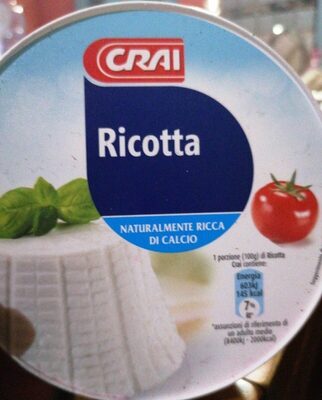 CRAI
Ricotta
NATURALMENTE RICCA
DI CALCIO
1 porzione (100g) di Ricotta
Crai contiene:
Energia
603kJ
145 kcal
7%
*assunzioni di riferimento di
un adulto medio
(8400kJ - 2000kcal)